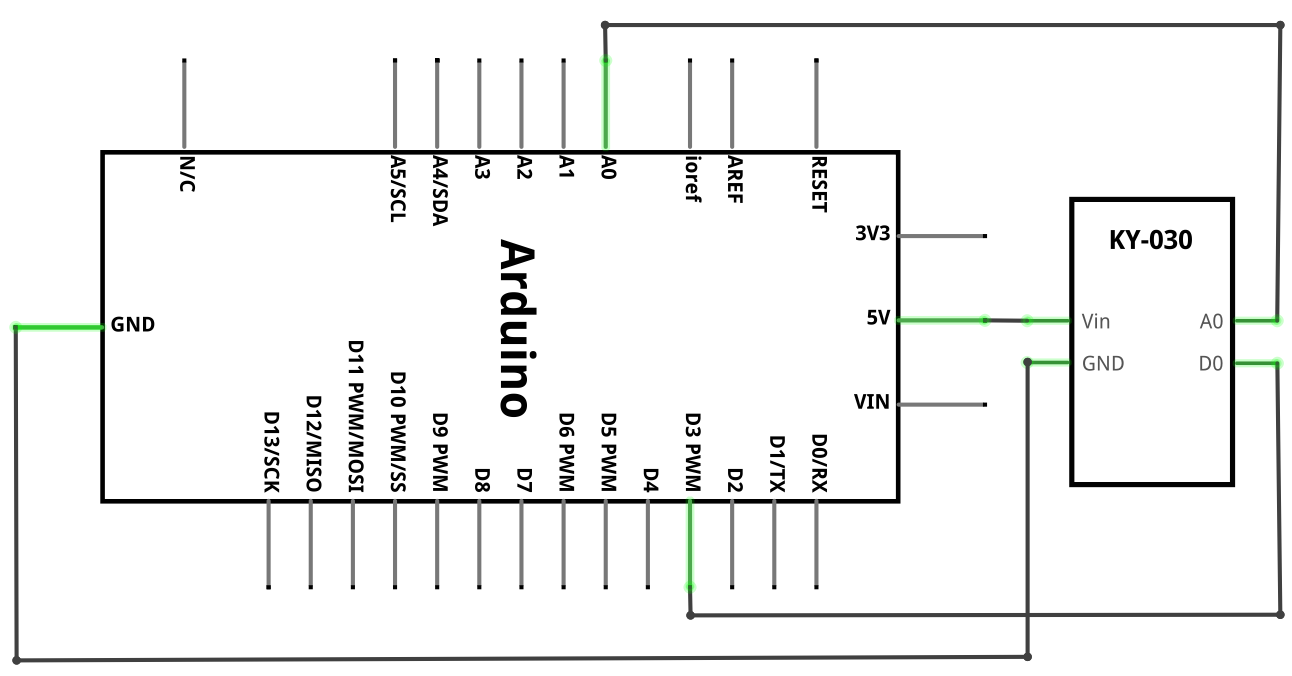 N/C
A5/SCL
A4/SDA
A3
A2
A1
A0
ioref
AREF
RESET
3V3
5V
VIN
GND
Arduino
D13/SCK
D12/MISO
D11 PWM/MOSI
D10 PWM/SS
D9 PWM
D8
D7
D6 PWM
D5 PWM
D4
D3 PWM
D2
D1/TX
D0/RX
KY-030
Vin
A0
GND
D0